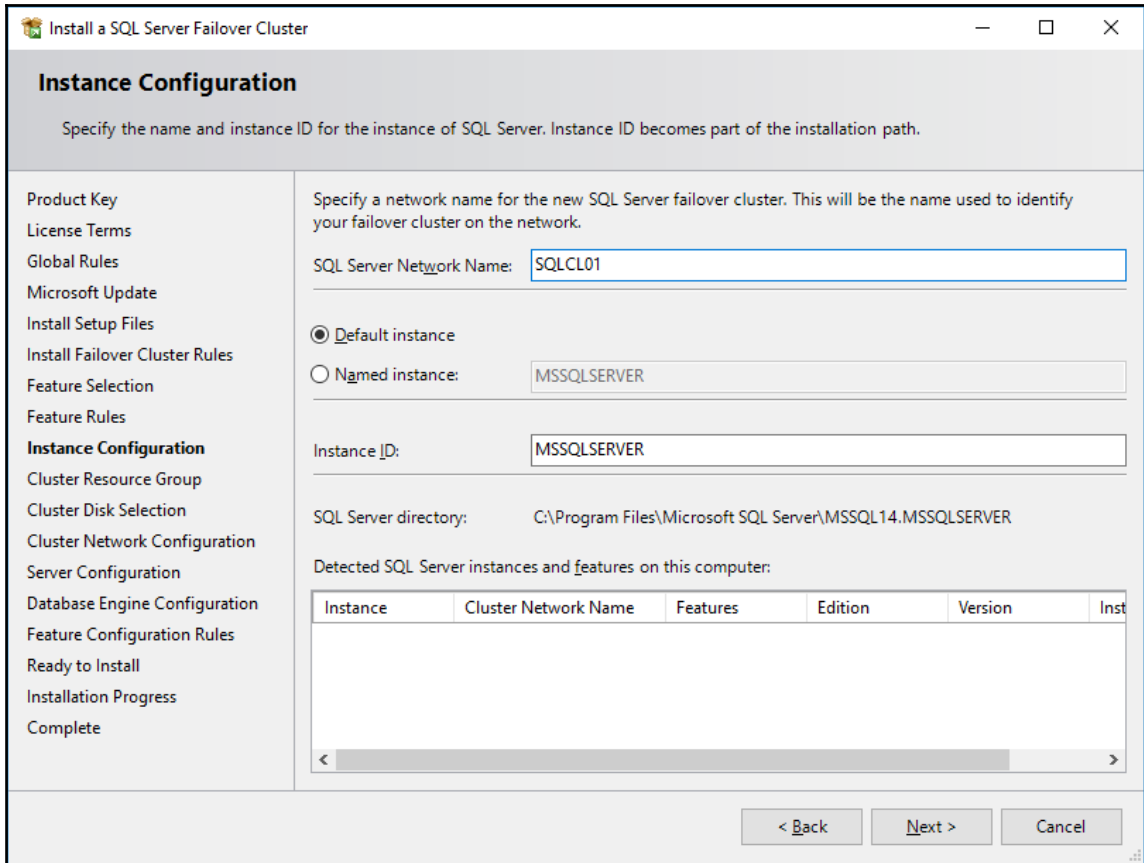 Install a SQL Server Failover Cluster
Instance Configuration
Specify the name and instance ID for the instance of SQL Server. Instance ID becomes part of the installation path.
Product Key
License Terms
Global Rules
Microsoft Update
Install Setup Files
Install Failover Cluster Rules
Feature Selection
Feature Rules
Instance Configuration
Cluster Resource Group
Cluster Disk Selection
Cluster Network Configuration
Server Configuration
Database Engine Configuration
Feature Configuration Rules
Ready to Install
Installation Progress
Complete
Specify a network name for the new SQL Server failover cluster. This will be the name used to identify
your failover cluster on the network.
SQL Server Network Name: SQLCL01
Default instance
Named instance: MSSQLSERVER
Instance ID: MSSQLSERVER
SQL Server directory: C:\Program Files\Microsoft SQL Server\MSSQL14.MSSQLSERVER
Detected SQL Server instances and features on this computer:
Instance Cluster Network Name Features Edition Version Inst
< Back Next > Cancel